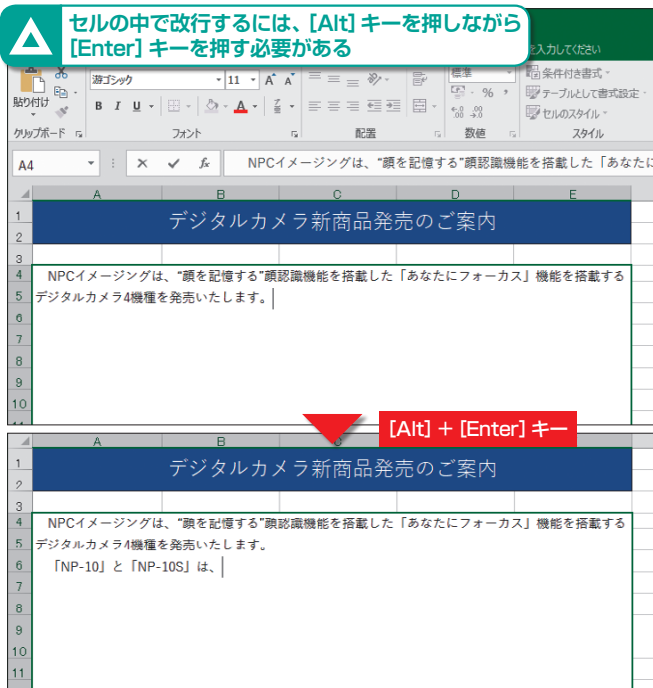 セルの中で改行するには、[Alt] キーを押しながら
[Enter] キーを押す必要がある
を入力してください
游ゴシック 11 A A 標準 条件付き書式
貼り付け B I U A % テーブルとして書式設定
セルのスタイル
クリップボード フォント 配置 数値 スタイル
A4 fx NPCイメージングは、“顔を記憶する”顔認識機能を搭載した「あなたに
A B C D E
1
デジタルカメラ新商品発売のご案内
2
3
4 NPCイメージングは、“顔を記憶する”顔認識機能を搭載した「あなたにフォーカス」機能を搭載する
5 デジタルカメラ4機種を発売いたします。
6
7
8
9
10
[Alt] + [Enter] キー
A B D E
1
デジタルカメラ新商品発売のご案内
2
3
4 NPCイメージングは、“顔を記憶する”顔認識機能を搭載した「あなたにフォーカス」機能を搭載する
5 デジタルカメラ4機種を発売いたします。
6 「NP-10」と「NP-10S」は、
7
8
9
10
11